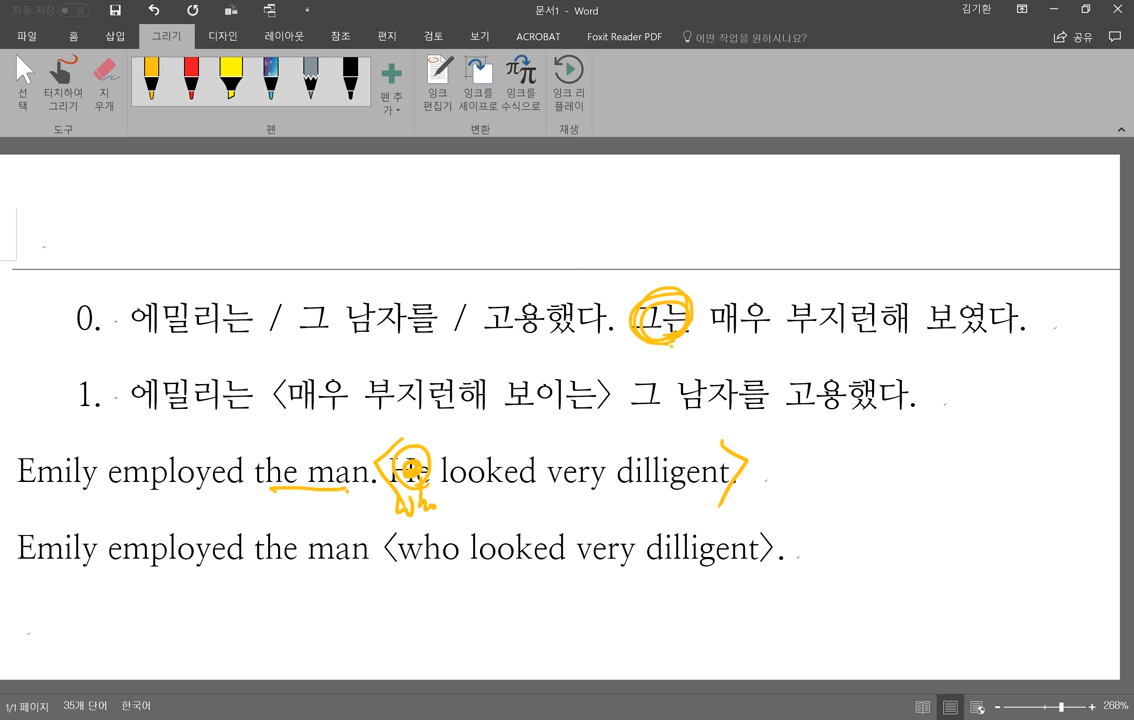 자동 저장 끔
문서1 - Word
김기환
파일 홈 삽입 그리기 디자인 레이아웃 참조 편지 검토 보기 ACROBAT Foxit Reader PDF 어떤 작업을 원하시나요? 공유
선택 터치하여 그리기 지우개 펜 추가 잉크 편집기 잉크를 셰이프로 잉크를 수식으로 잉크 리플레이
도구 펜 변환 재생
0. 에밀리는 / 그 남자를 / 고용했다. 그는 매우 부지런해 보였다.
1. 에밀리는 〈매우 부지런해 보이는〉 그 남자를 고용했다.
Emily employed the man. He looked very dilligent.
who
Emily employed the man 〈who looked very dilligent〉.
1/1 페이지 35개 단어 한국어 268%